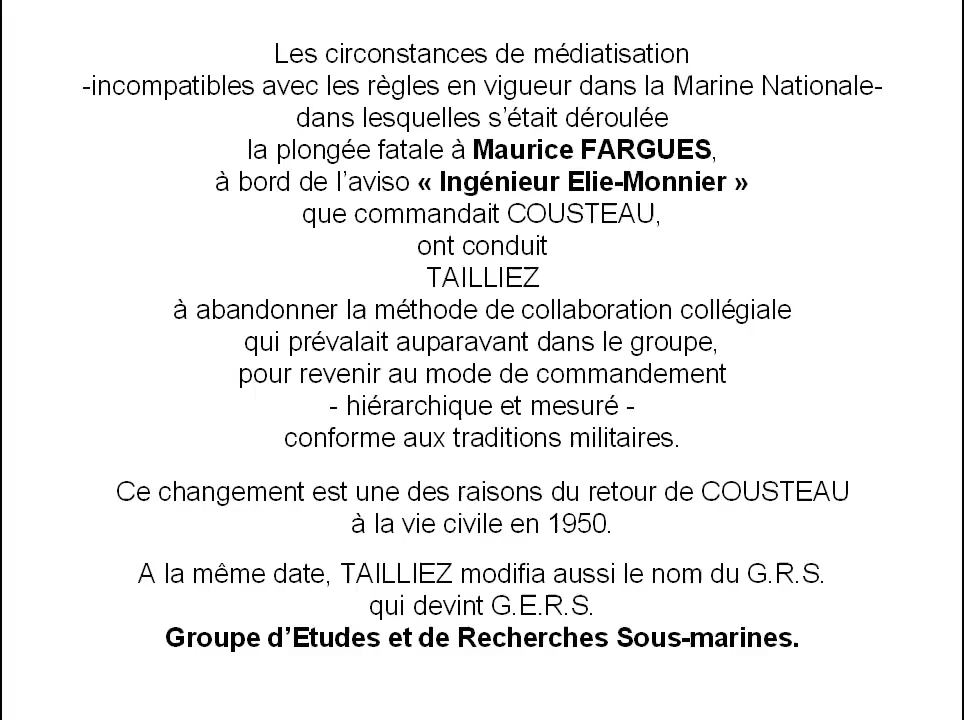 Les circonstances de médiatisation
-incompatibles avec les règles en vigueur dans la Marine Nationale-
dans lesquelles s’était déroulée
la plongée fatale à Maurice FARGUES,
à bord de l’aviso « Ingénieur Elie-Monnier »
que commandait COUSTEAU,
ont conduit
TAILLIEZ
à abandonner la méthode de collaboration collégiale
qui prévalait auparavant dans le groupe,
pour revenir au mode de commandement
- hiérarchique et mesuré -
conforme aux traditions militaires.
Ce changement est une des raisons du retour de COUSTEAU
à la vie civile en 1950.
A la même date, TAILLIEZ modifia aussi le nom du G.R.S.
qui devint G.E.R.S.
Groupe d’Etudes et de Recherches Sous-marines.